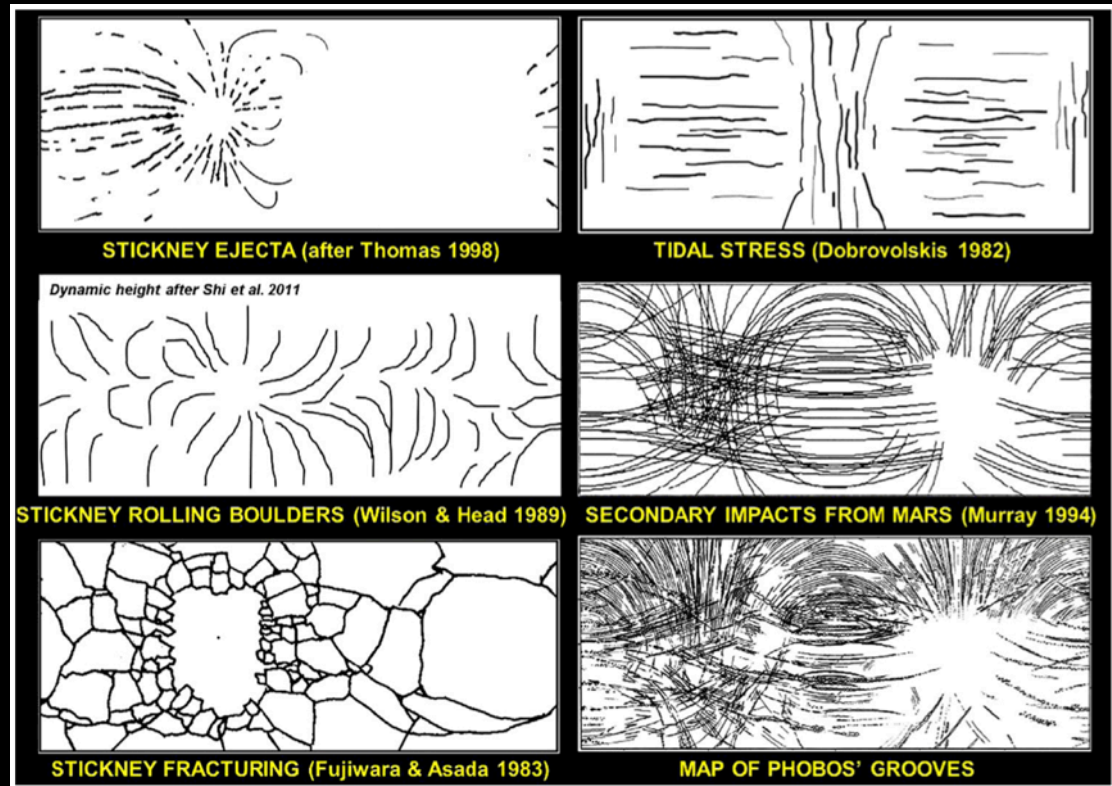 STICKNEY EJECTA (after Thomas 1998)
TIDAL STRESS (Dobrovolskis 1982)
Dynamic height after Shi et al. 2011
STICKNEY ROLLING BOULDERS (Wilson & Head 1989)
SECONDARY IMPACTS FROM MARS (Murray 1994)
STICKNEY FRACTURING (Fujiwara & Asada 1983)
MAP OF PHOBOS' GROOVES